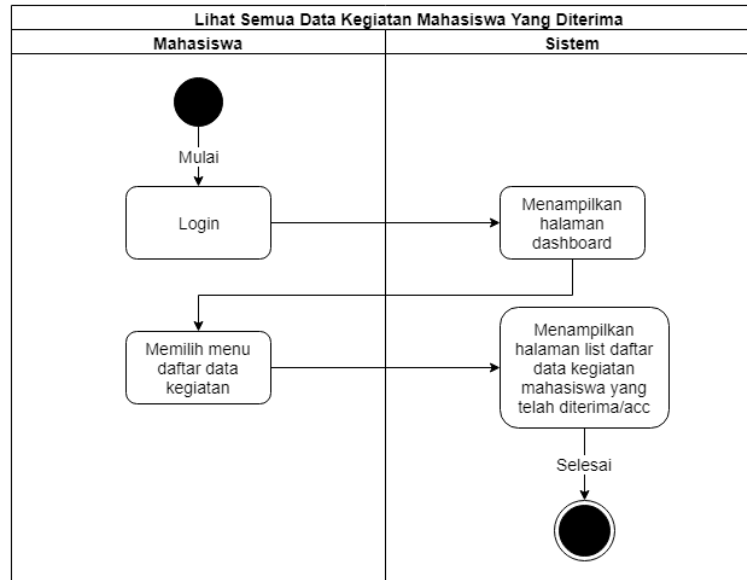 Lihat Semua Data Kegiatan Mahasiswa Yang Diterima
Mahasiswa
Sistem
Mulai
Login
Menampilkan
halaman
dashboard
Memilih menu
daftar data
kegiatan
Menampilkan
halaman list daftar
data kegiatan
mahasiswa yang
telah diterima/acc
Selesai